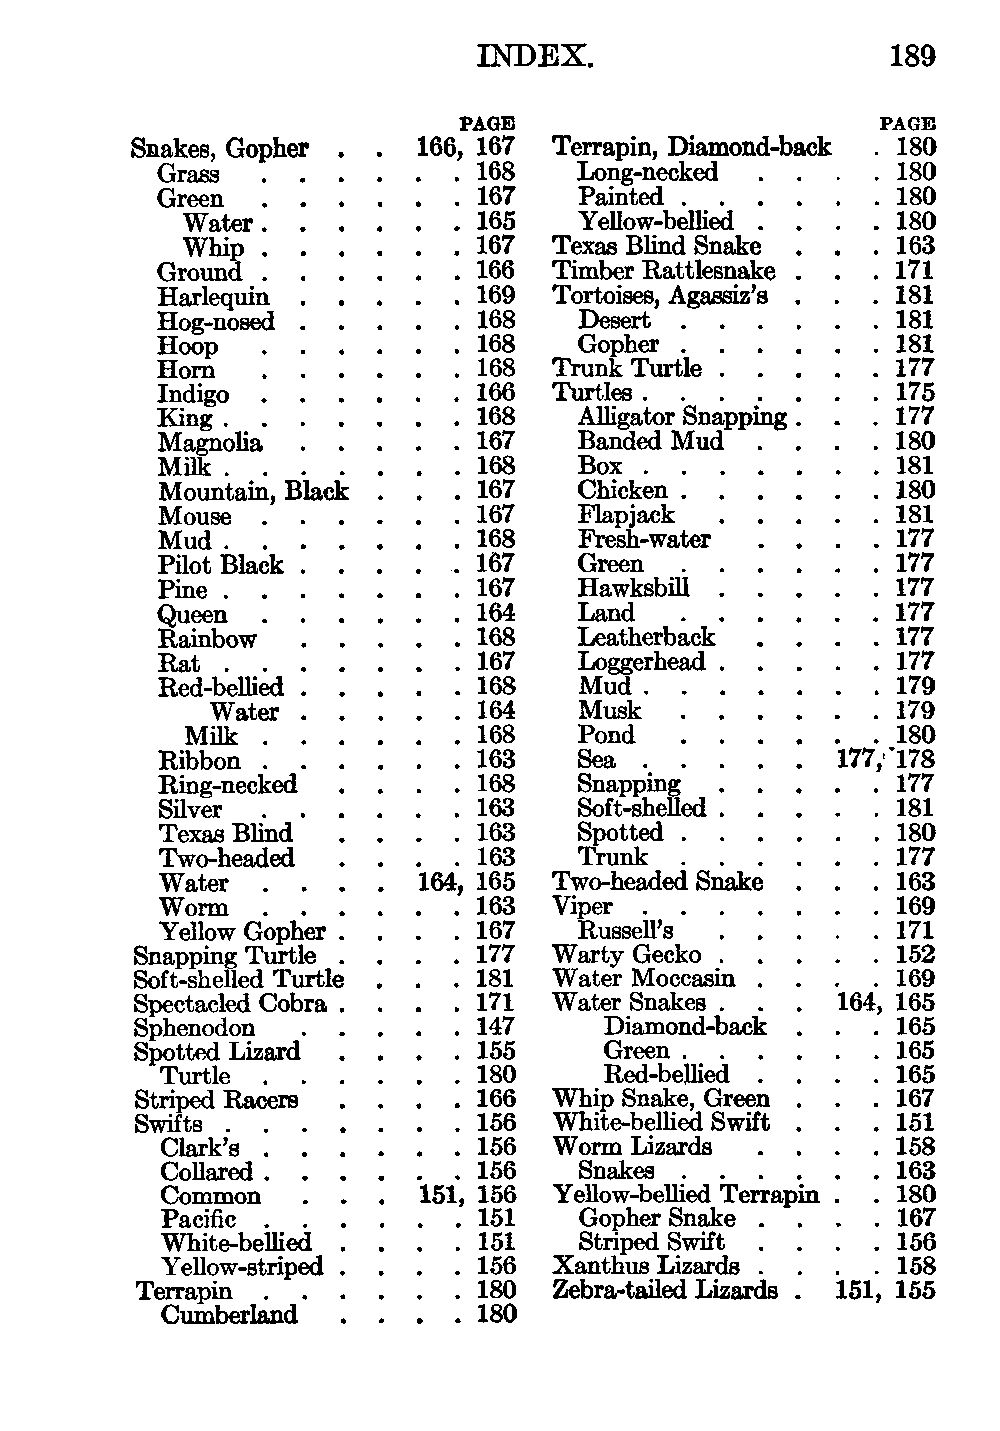 INDEX. 189
PAGE
Snakes, Gopher . . 166, 167
Grass . . . . . . 168
Green . . . . . . 167
Water . . . . . . 165
Whip . . . . . . 167
Ground . . . . . . 166
Harlequin . . . . . 169
Hog-nosed . . . . . 168
Hoop . . . . . . 168
Horn . . . . . . 168
Indigo . . . . . . 166
King . . . . . . . 168
Magnolia . . . . . 167
Milk . . . . . . . 168
Mountain, Black . . . 167
Mouse . . . . . . 167
Mud . . . . . . . 168
Pilot Black . . . . . 167
Pine . . . . . . . 167
Queen . . . . . . 164
Rainbow . . . . . 168
Rat . . . . . . . 167
Red-bellied . . . . . 168
Water . . . . . 164
Milk . . . . . . 168
Ribbon . . . . . . 163
Ring-necked . . . . 168
Silver . . . . . . 163
Texas Blind . . . . 163
Two-headed . . . . 163
Water . . . . 164, 165
Worm . . . . . . 163
Yellow Gopher . . . . 167
Snapping Turtle . . . . 177
Soft-shelled Turtle . . . 181
Spectacled Cobra . . . . 171
Sphenodon . . . . . 147
Spotted Lizard . . . . 155
Turtle . . . . . . 180
Striped Racers . . . . 166
Swifts . . . . . . . 156
Clark's . . . . . . 156
Collared . . . . . . 156
Common . . . 151, 156
Pacific . . . . . . 151
White-bellied . . . . 151
Yellow-striped . . . . 156
Terrapin . . . . . . 180
Cumberland . . . . 180
PAGE
Terrapin, Diamond-back . 180
Long-necked . . . . 180
Painted . . . . . . 180
Yellow-bellied . . . . 180
Texas Blind Snake . . . 163
Timber Rattlesnake . . . 171
Tortoises, Agassiz's . . . 181
Desert . . . . . . 181
Gopher . . . . . . 181
Trunk Turtle . . . . . 177
Turtles . . . . . . . 175
Alligator Snapping . . . 177
Banded Mud . . . . 180
Box . . . . . . . 181
Chicken . . . . . . 180
Flapjack . . . . . 181
Fresh-water . . . . 177
Green . . . . . . 177
Hawksbill . . . . . 177
Land . . . . . . 177
Leatherback . . . . 177
Loggerhead . . . . . 177
Mud . . . . . . . 179
Musk . . . . . . 179
Pond . . . . . . 180
Sea . . . . . 177, 178
Snapping . . . . . 177
Soft-shelled . . . . . 181
Spotted . . . . . . 180
Trunk . . . . . . 177
Two-headed Snake . . . 163
Viper . . . . . . . 169
Russell's . . . . . 171
Warty Gecko . . . . . 152
Water Moccasin . . . . 169
Water Snakes . . . 164, 165
Diamond-back . . . 165
Green . . . . . . 165
Red-bellied . . . . 165
Whip Snake, Green . . . 167
White-bellied Swift . . . 151
Worm Lizards . . . . 158
Snakes . . . . . . 163
Yellow-bellied Terrapin . . 180
Gopher Snake . . . . 167
Striped Swift . . . . 156
Xanthus Lizards . . . . 158
Zebra-tailed Lizards . 151, 155